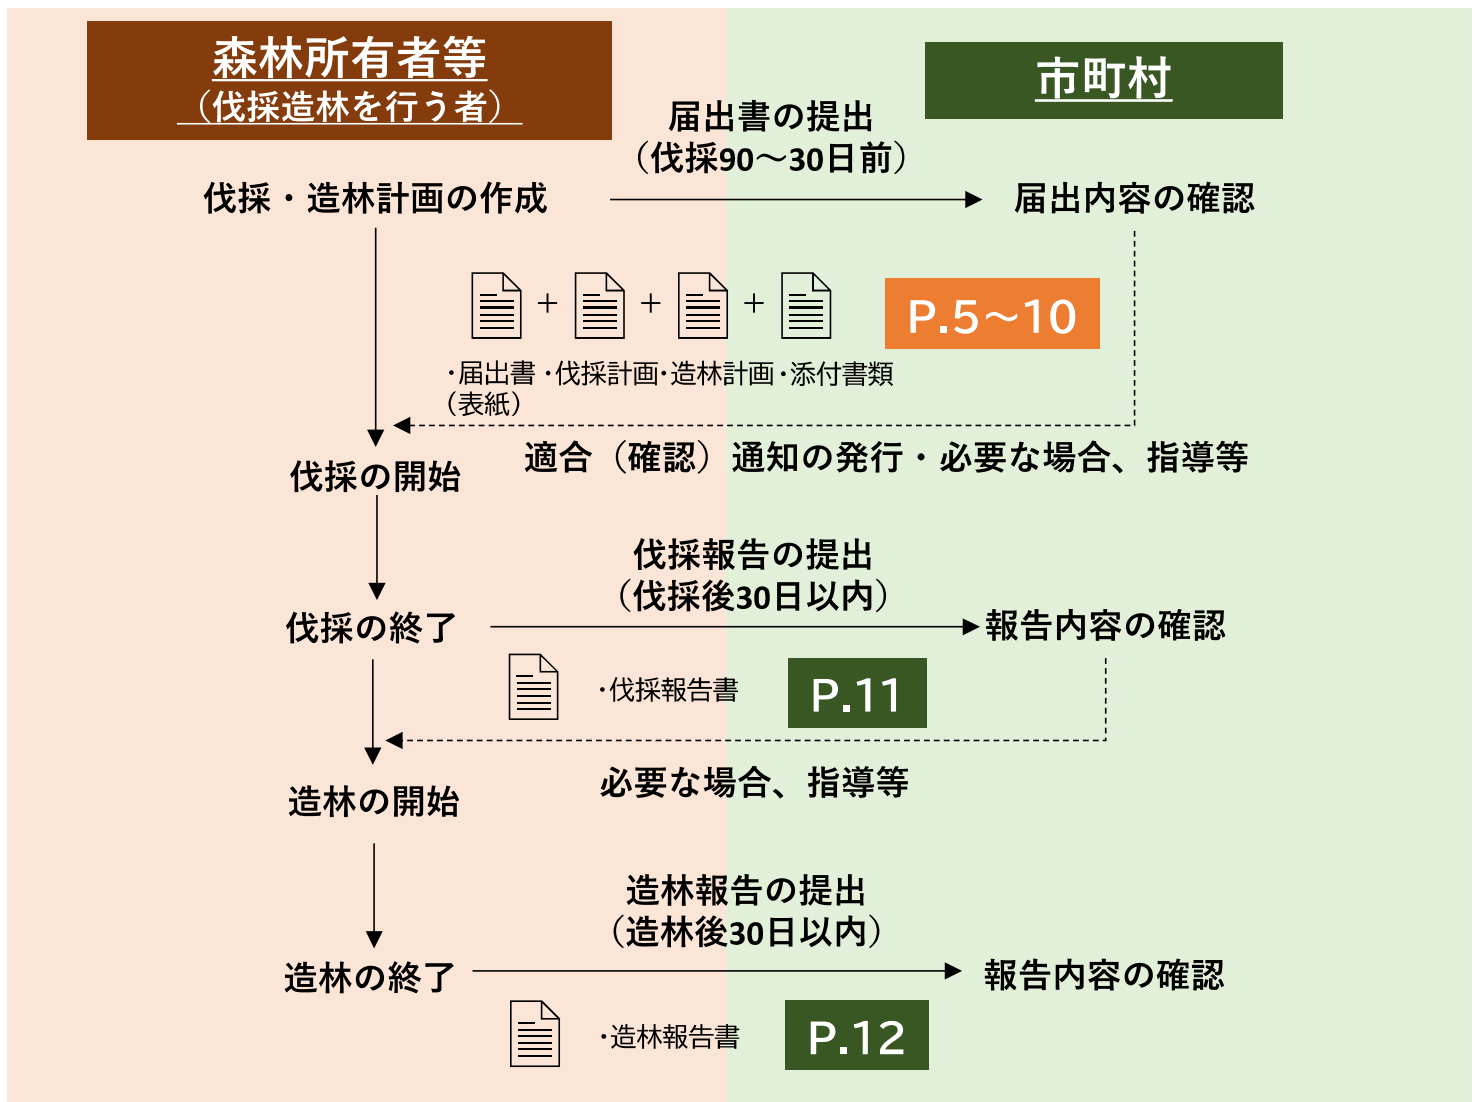 森林所有者等
（伐採造林を行う者）
市町村
届出書の提出
（伐採90～30日前）
伐採・造林計画の作成
届出内容の確認
＋ ＋ ＋
P.5～10
・届出書
（表紙）
・伐採計画
・造林計画
・添付書類
適合（確認）通知の発行・必要な場合、指導等
伐採の開始
伐採報告の提出
（伐採後30日以内）
伐採の終了
報告内容の確認
・伐採報告書
P.11
必要な場合、指導等
造林の開始
造林報告の提出
（造林後30日以内）
造林の終了
報告内容の確認
・造林報告書
P.12